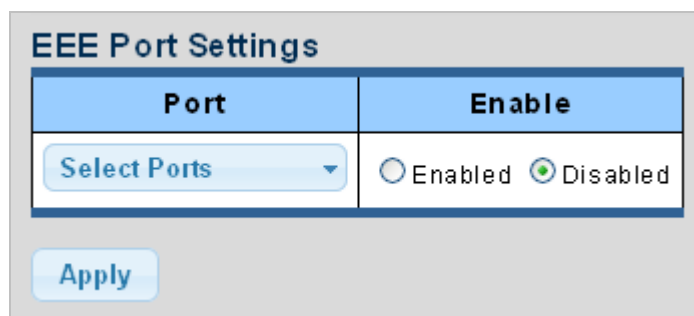 EEE Port Settings
Port Enable
Select Ports Enabled Disabled
Apply